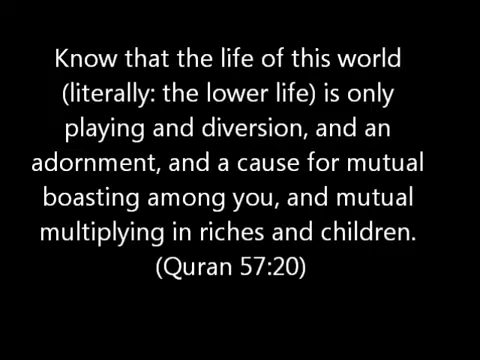 Know that the life of this world
(literally: the lower life) is only
playing and diversion, and an
adornment, and a cause for mutual
boasting among you, and mutual
multiplying in riches and children.
(Quran 57:20)